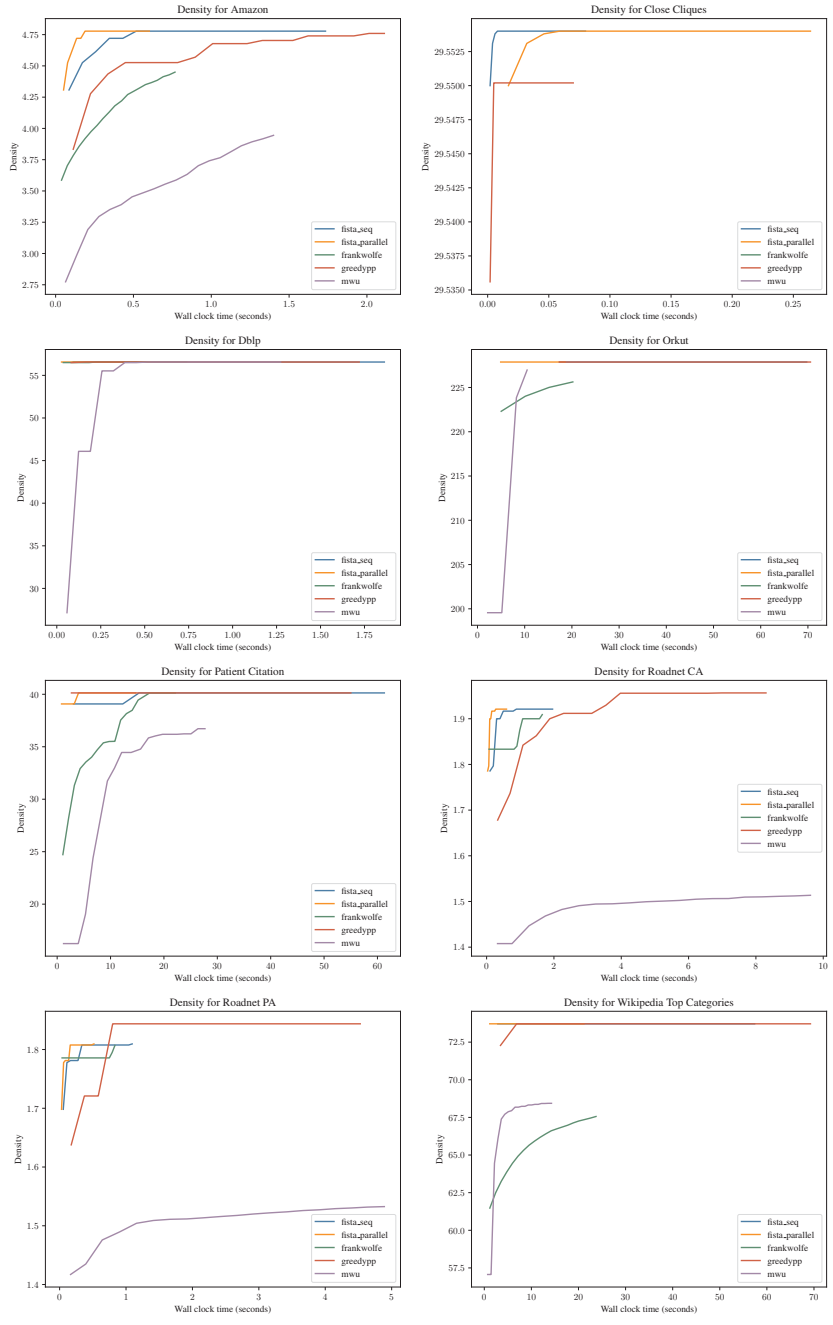 Density for Amazon
4.75
4.50
4.25
4.00
3.75
3.50
3.25
3.00
2.75
Density
0.0 0.5 1.0 1.5 2.0
Wall clock time (seconds)
fista_seq
fista_parallel
frankwolfe
greedypp
mwu
Density for Close Cliques
29.5525
29.5500
29.5475
29.5450
29.5425
29.5400
29.5375
29.5350
Density
0.00 0.05 0.10 0.15 0.20 0.25
Wall clock time (seconds)
fista_seq
fista_parallel
frankwolfe
greedypp
mwu
Density for Dblp
55
50
45
40
35
30
Density
0.00 0.25 0.50 0.75 1.00 1.25 1.50 1.75
Wall clock time (seconds)
fista_seq
fista_parallel
frankwolfe
greedypp
mwu
Density for Orkut
225
220
215
210
205
200
Density
0 10 20 30 40 50 60 70
Wall clock time (seconds)
fista_seq
fista_parallel
frankwolfe
greedypp
mwu
Density for Patient Citation
40
35
30
25
20
Density
0 10 20 30 40 50 60
Wall clock time (seconds)
fista_seq
fista_parallel
frankwolfe
greedypp
mwu
Density for Roadnet CA
1.9
1.8
1.7
1.6
1.5
1.4
Density
0 2 4 6 8 10
Wall clock time (seconds)
fista_seq
fista_parallel
frankwolfe
greedypp
mwu
Density for Roadnet PA
1.8
1.7
1.6
1.5
1.4
Density
0 1 2 3 4 5
Wall clock time (seconds)
fista_seq
fista_parallel
frankwolfe
greedypp
mwu
Density for Wikipedia Top Categories
72.5
70.0
67.5
65.0
62.5
60.0
57.5
Density
0 10 20 30 40 50 60 70
Wall clock time (seconds)
fista_seq
fista_parallel
frankwolfe
greedypp
mwu